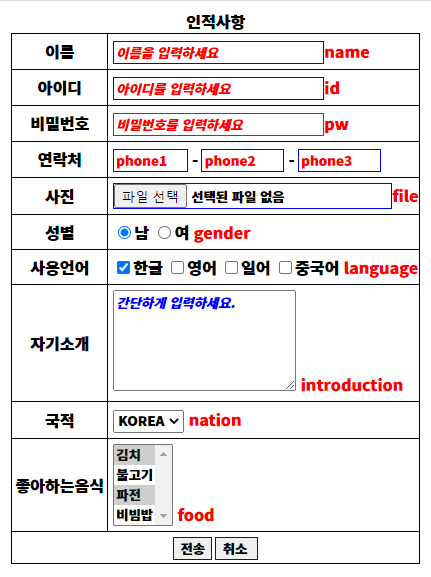 인적사항
이름 이름을 입력하세요 name
아이디 아이디를 입력하세요 id
비밀번호 비밀번호를 입력하세요 pw
연락처 phone1 - phone2 - phone3
사진 파일 선택 선택된 파일 없음 file
성별 남 여 gender
사용언어 한글 영어 일어 중국어 language
간단하게 입력하세요.
자기소개
introduction
국적 KOREA nation
김치
불고기
좋아하는음식
파전
비빔밥 food
전송 취소